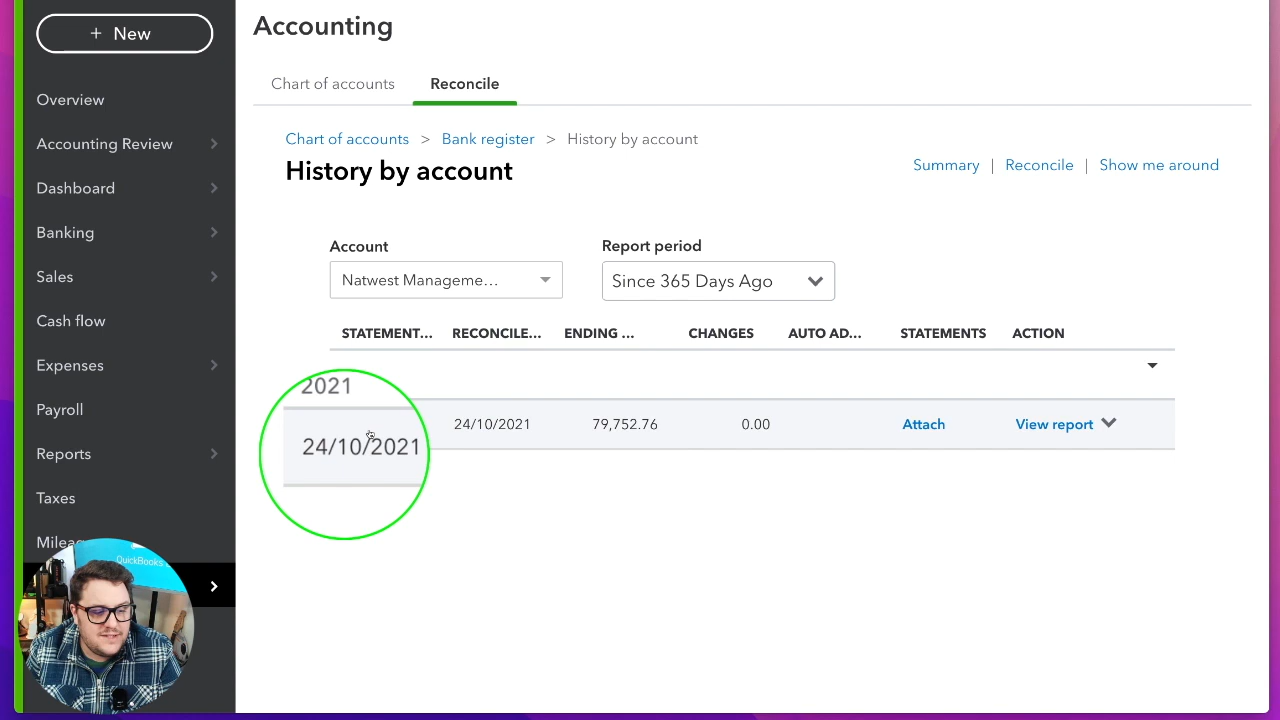 + New
Overview
Accounting Review
Dashboard
Banking
Sales
Cash flow
Expenses
Payroll
Reports
Taxes
QuickBooks
Accounting
Chart of accounts
Reconcile
Chart of accounts > Bank register > History by account
History by account
Summary | Reconcile | Show me around
Account
Report period
Natwest Manageme...
Since 365 Days Ago
STATEMENT... RECONCILE... ENDING ... CHANGES AUTO AD... STATEMENTS ACTION
2021
24/10/2021 24/10/2021 79,752.76 0.00 Attach View report